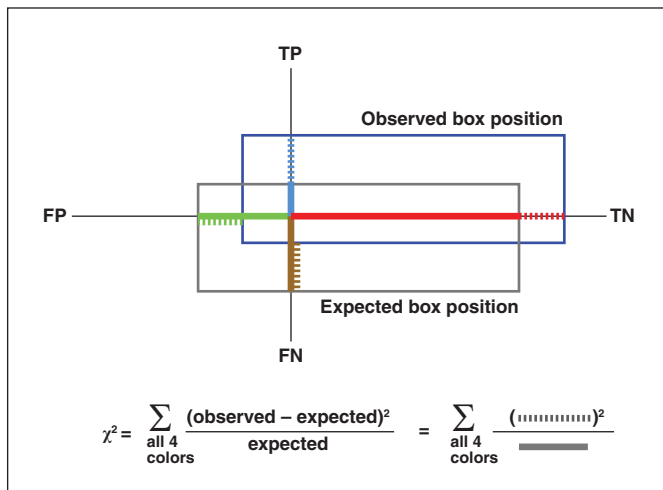 TP
Observed box position
FP
TN
Expected box position
FN
χ² = ∑ (observed – expected)² / expected = ∑ ( )²
all 4 colors all 4 colors